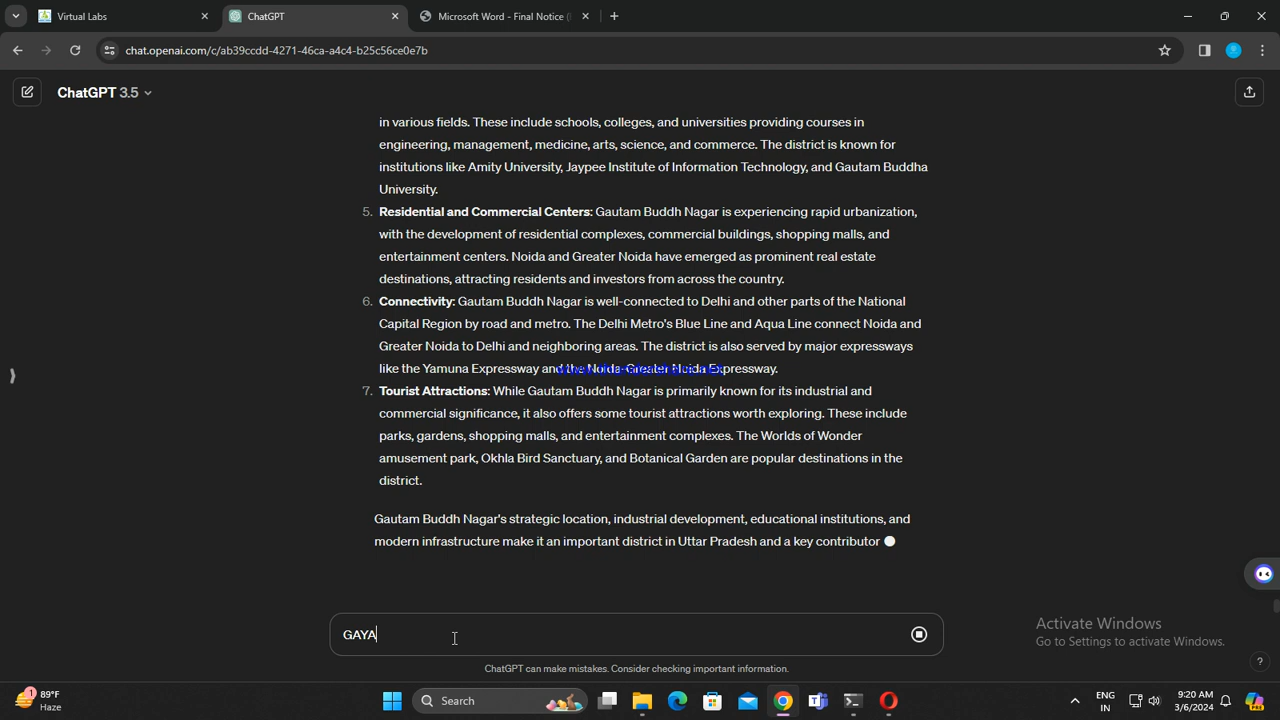 Virtual Labs
ChatGPT
Microsoft Word - Final Notice (
chat.openai.com/c/ab39ccdd-4271-46ca-a4c4-b25c56ce0e7b
ChatGPT 3.5
in various fields. These include schools, colleges, and universities providing courses in
engineering, management, medicine, arts, science, and commerce. The district is known for
institutions like Amity University, Jaypee Institute of Information Technology, and Gautam Buddha
University.
5. Residential and Commercial Centers: Gautam Buddh Nagar is experiencing rapid urbanization,
with the development of residential complexes, commercial buildings, shopping malls, and
entertainment centers. Noida and Greater Noida have emerged as prominent real estate
destinations, attracting residents and investors from across the country.
6. Connectivity: Gautam Buddh Nagar is well-connected to Delhi and other parts of the National
Capital Region by road and metro. The Delhi Metro's Blue Line and Aqua Line connect Noida and
Greater Noida to Delhi and neighboring areas. The district is also served by major expressways
like the Yamuna Expressway and the Noida-Greater Noida Expressway.
7. Tourist Attractions: While Gautam Buddh Nagar is primarily known for its industrial and
commercial significance, it also offers some tourist attractions worth exploring. These include
parks, gardens, shopping malls, and entertainment complexes. The Worlds of Wonder
amusement park, Okhla Bird Sanctuary, and Botanical Garden are popular destinations in the
district.
Gautam Buddh Nagar's strategic location, industrial development, educational institutions, and
modern infrastructure make it an important district in Uttar Pradesh and a key contributor
GAYA
Activate Windows
Go to Settings to activate Windows.
ChatGPT can make mistakes. Consider checking important information.
?
1
89°F
Haze
Search
ENG
IN
9:20 AM
3/6/2024